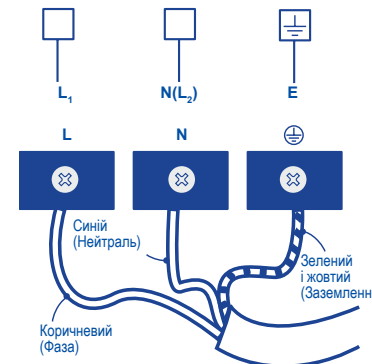 L₁ N(L₂) E
L N
Синій
(Нейтраль)
Зелений
і жовтий
(Заземленн
Коричневий
(Фаза)